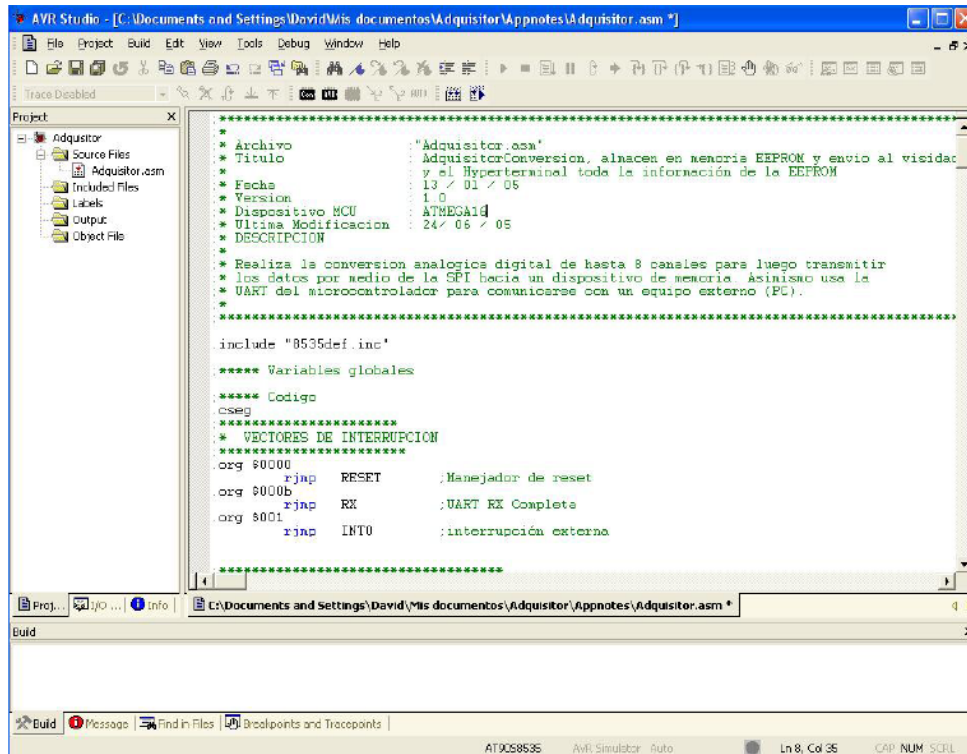 AVR Studio - [C:\Documents and Settings\David\Mis documentos\Adquisitor\Appnotes\Adquisitor.asm *]
File Project Build Edit View Tools Debug Window Help
Trace Disabled
Project X
Adquisitor
Source Files
Adquisitor.asm
Included Files
Labels
Output
Object File
;***********************************************************************************
;*
;* Archivo :"Adquisitor.asm"
;* Titulo : AdquisitorConversion, almacen en memoria EEPROM y envio al visidad
;* : y al Hyperterminal toda la información de la EEPROM
;* Fecha : 13 / 01 / 05
;* Version : 1.0
;* Dispositivo MCU : ATMEGA16
;* Ultima Modificacion : 24/ 06 / 05
;* DESCRIPCION
;*
;* Realiza la conversion analogica digital de hasta 8 canales para luego transmitir
;* los datos por medio de la SPI hacia un dispositivo de memoria. Asinismo usa la
;* UART del microcontrolador para comunicarse con un equipo externo (PC).
;*
;***********************************************************************************
.include "8535def.inc"
;***** Variables globales
;***** Codigo
.cseg
;**********************
;* VECTORES DE INTERRUPCION
;***********************
.org $0000
rjmp RESET ;Manejador de reset
.org $000b
rjmp RX ;UART RX Completa
.org $001
rjmp INT0 ;interrupción externa
;***********************************
Proj... I/O ... Info
C:\Documents and Settings\David\Mis documentos\Adquisitor\Appnotes\Adquisitor.asm *
Build
Build Message Find in Files Breakpoints and Tracepoints
AT90S8535 AVR Simulator Auto Ln 8, Col 35 CAP NUM SCRL